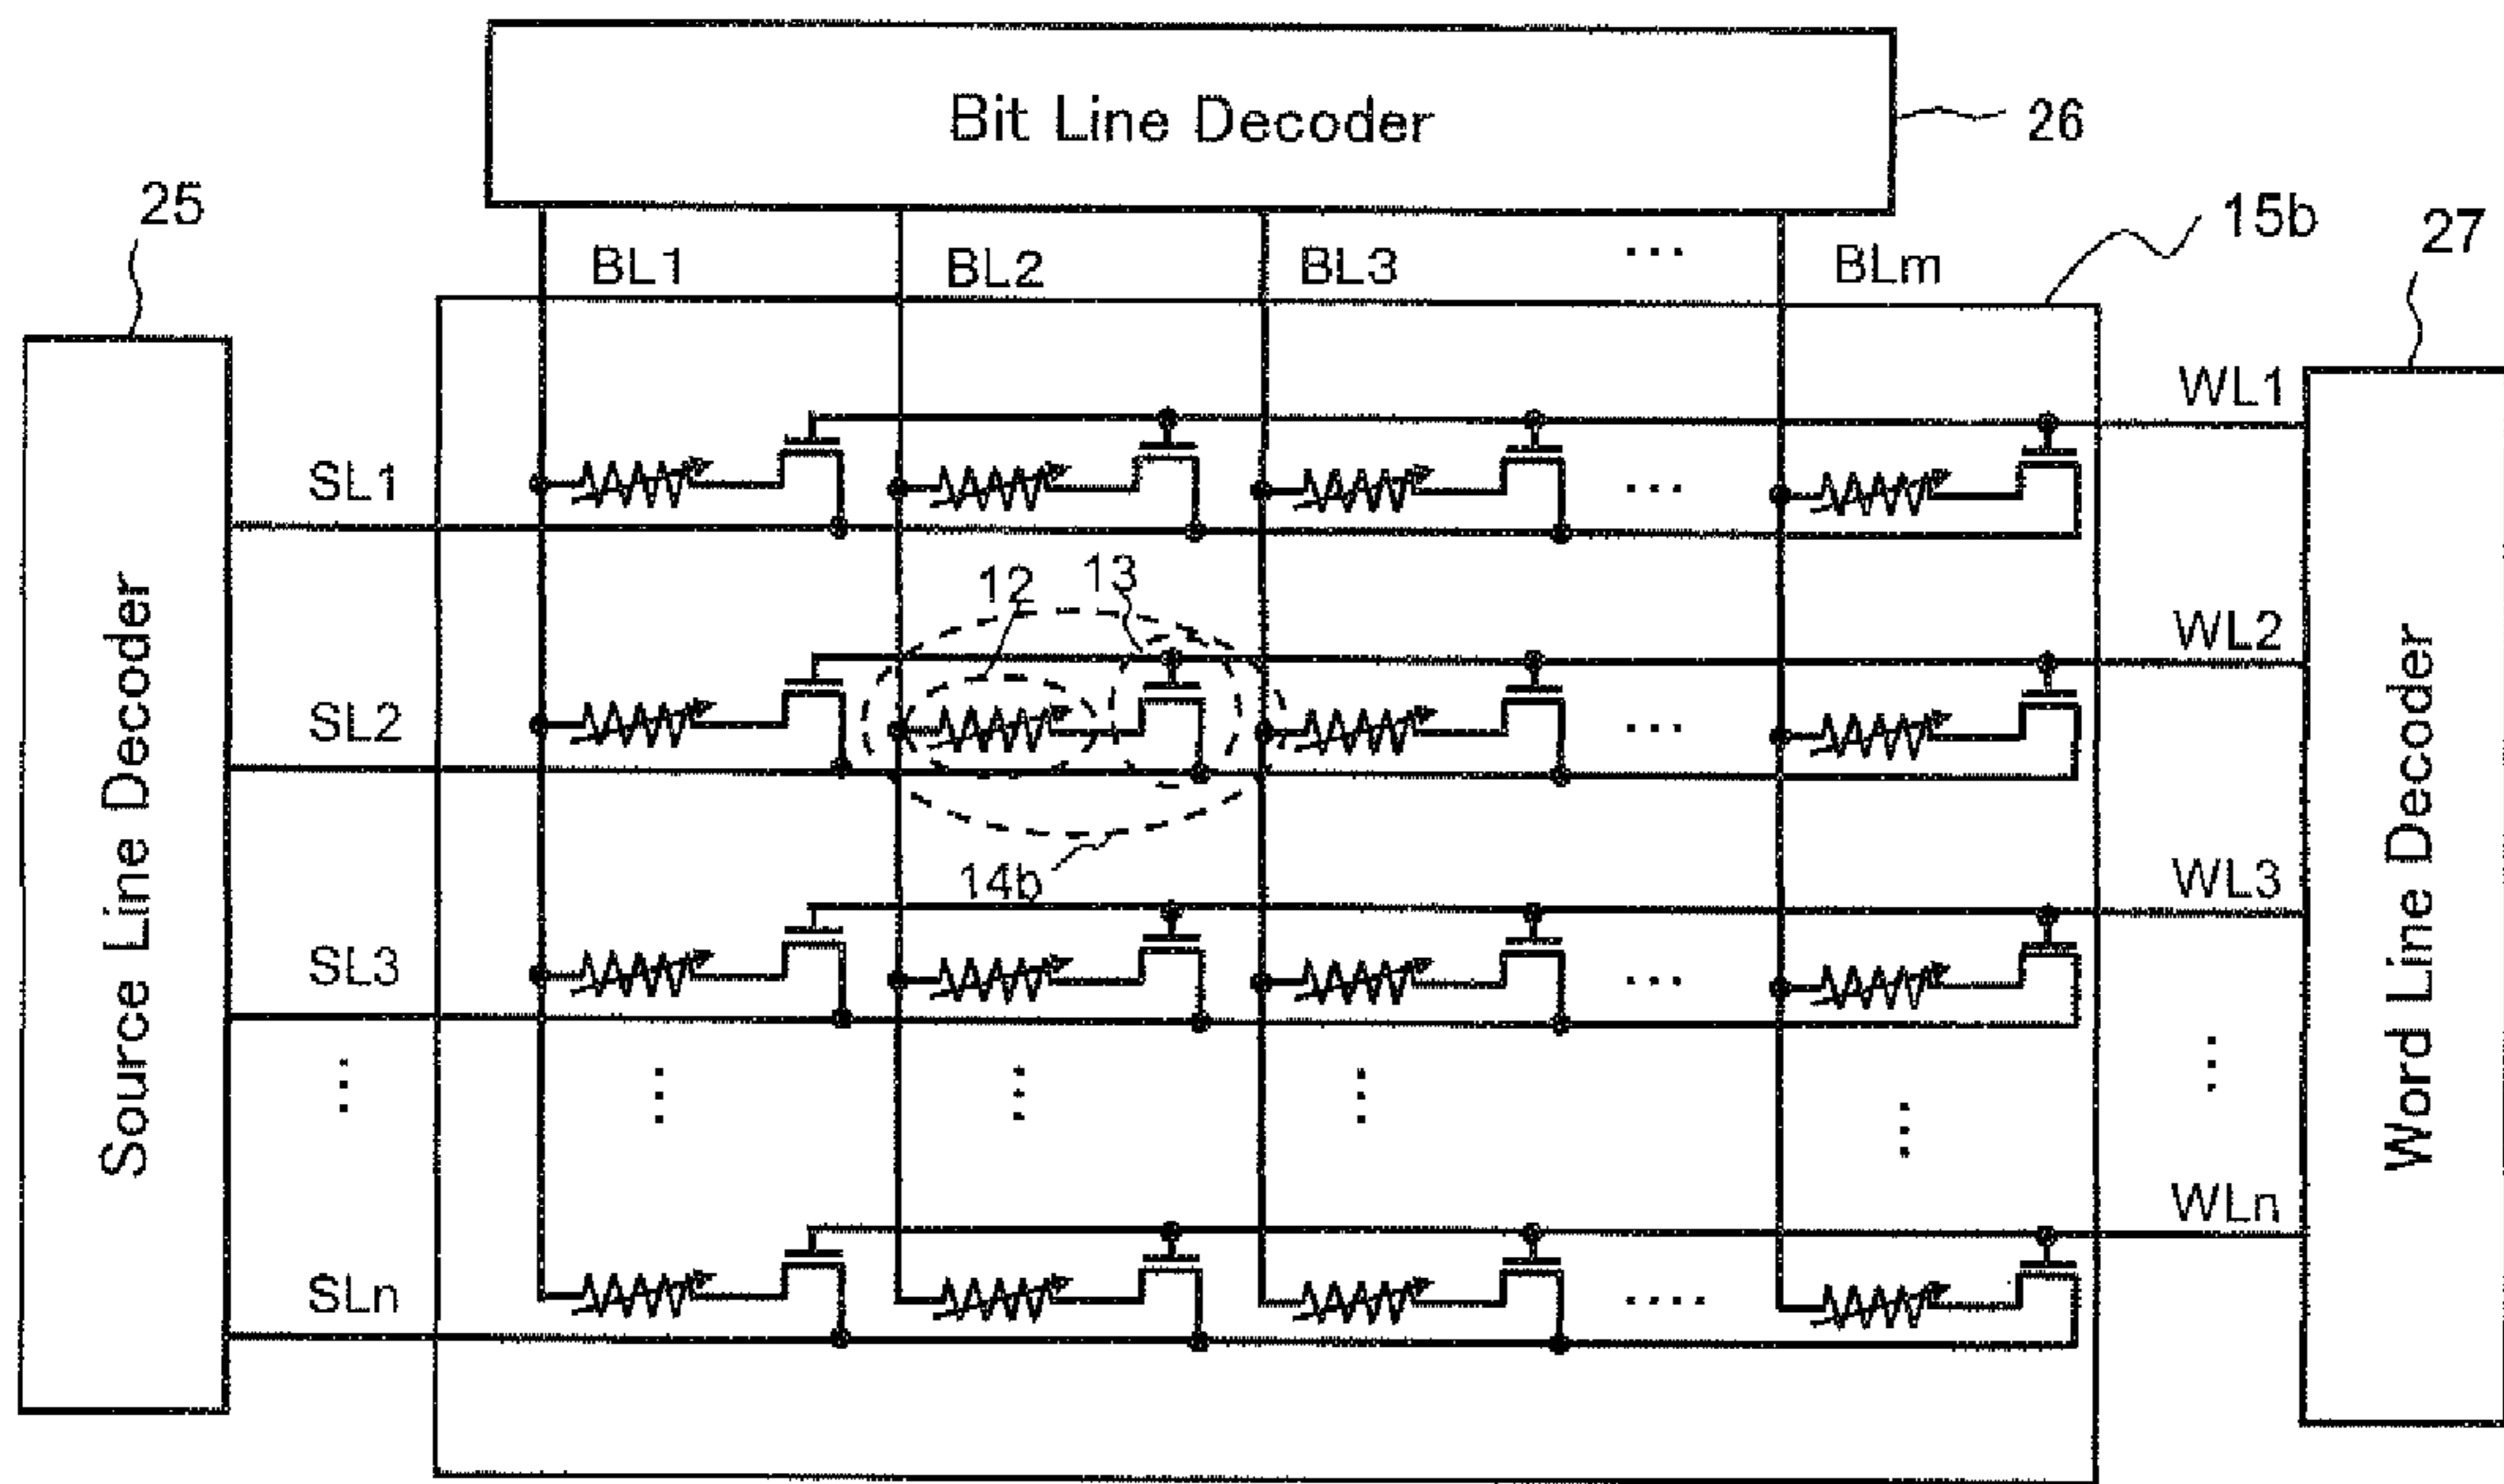 Bit Line Decoder
26
25
15b
27
BL1
BL2
BL3
...
BLm
WL1
SL1
...
12
13
WL2
SL2
...
14b
WL3
SL3
...
WLn
SLn
....
Source Line Decoder
Word Line Decoder